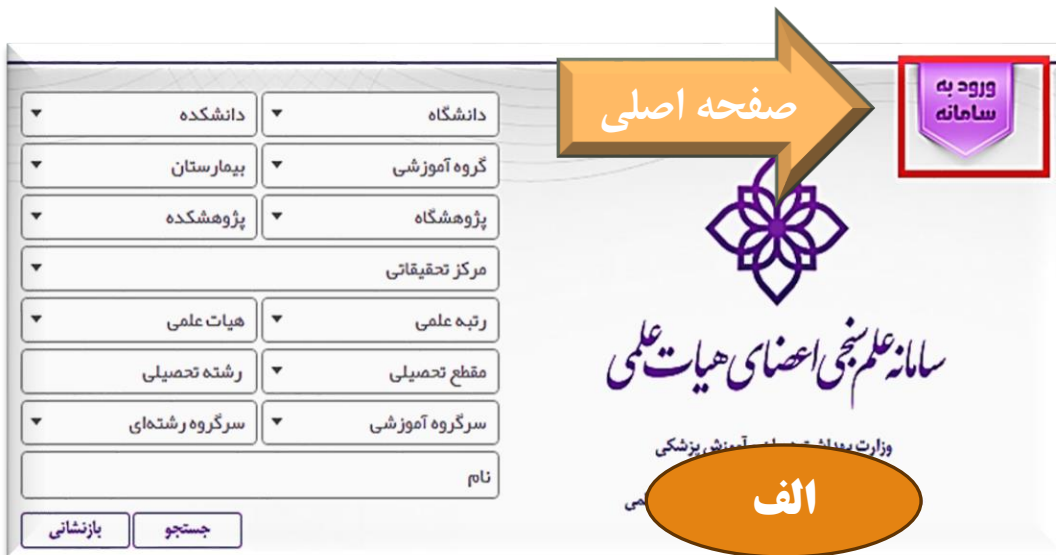 ورود به
سامانه
صفحه اصلی
دانشگاه
دانشکده
گروه آموزشی
بیمارستان
پژوهشگاه
پژوهشکده
مرکز تحقیقاتی
رتبه علمی
هیات علمی
مقطع تحصیلی
رشته تحصیلی
سرگروه آموزشی
سرگروه رشته‌ای
نام
جستجو
بازنشانی
سامانه علم سنجی اعضای هیات علمی
وزارت آموزش پزشکی
الف